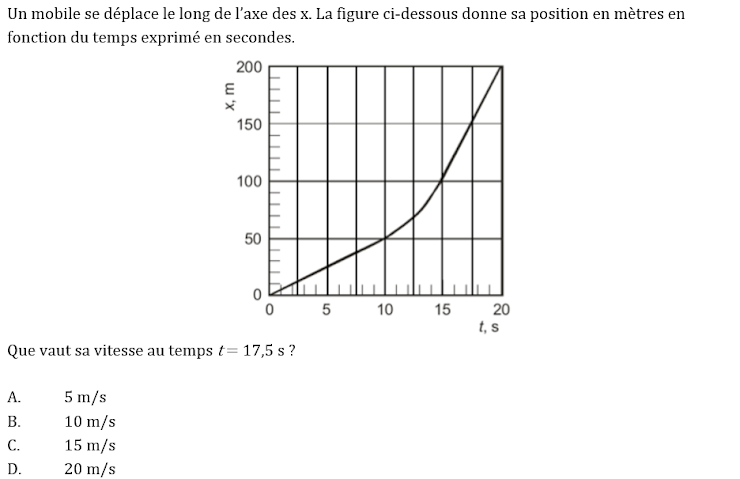 Un mobile se déplace le long de l'axe des x. La figure ci-dessous donne sa position en mètres en
fonction du temps exprimé en secondes.
200
x, m
150
100
50
0
0 5 10 15 20
t, s
Que vaut sa vitesse au temps t= 17,5 s ?
A. 5 m/s
B. 10 m/s
C. 15 m/s
D. 20 m/s